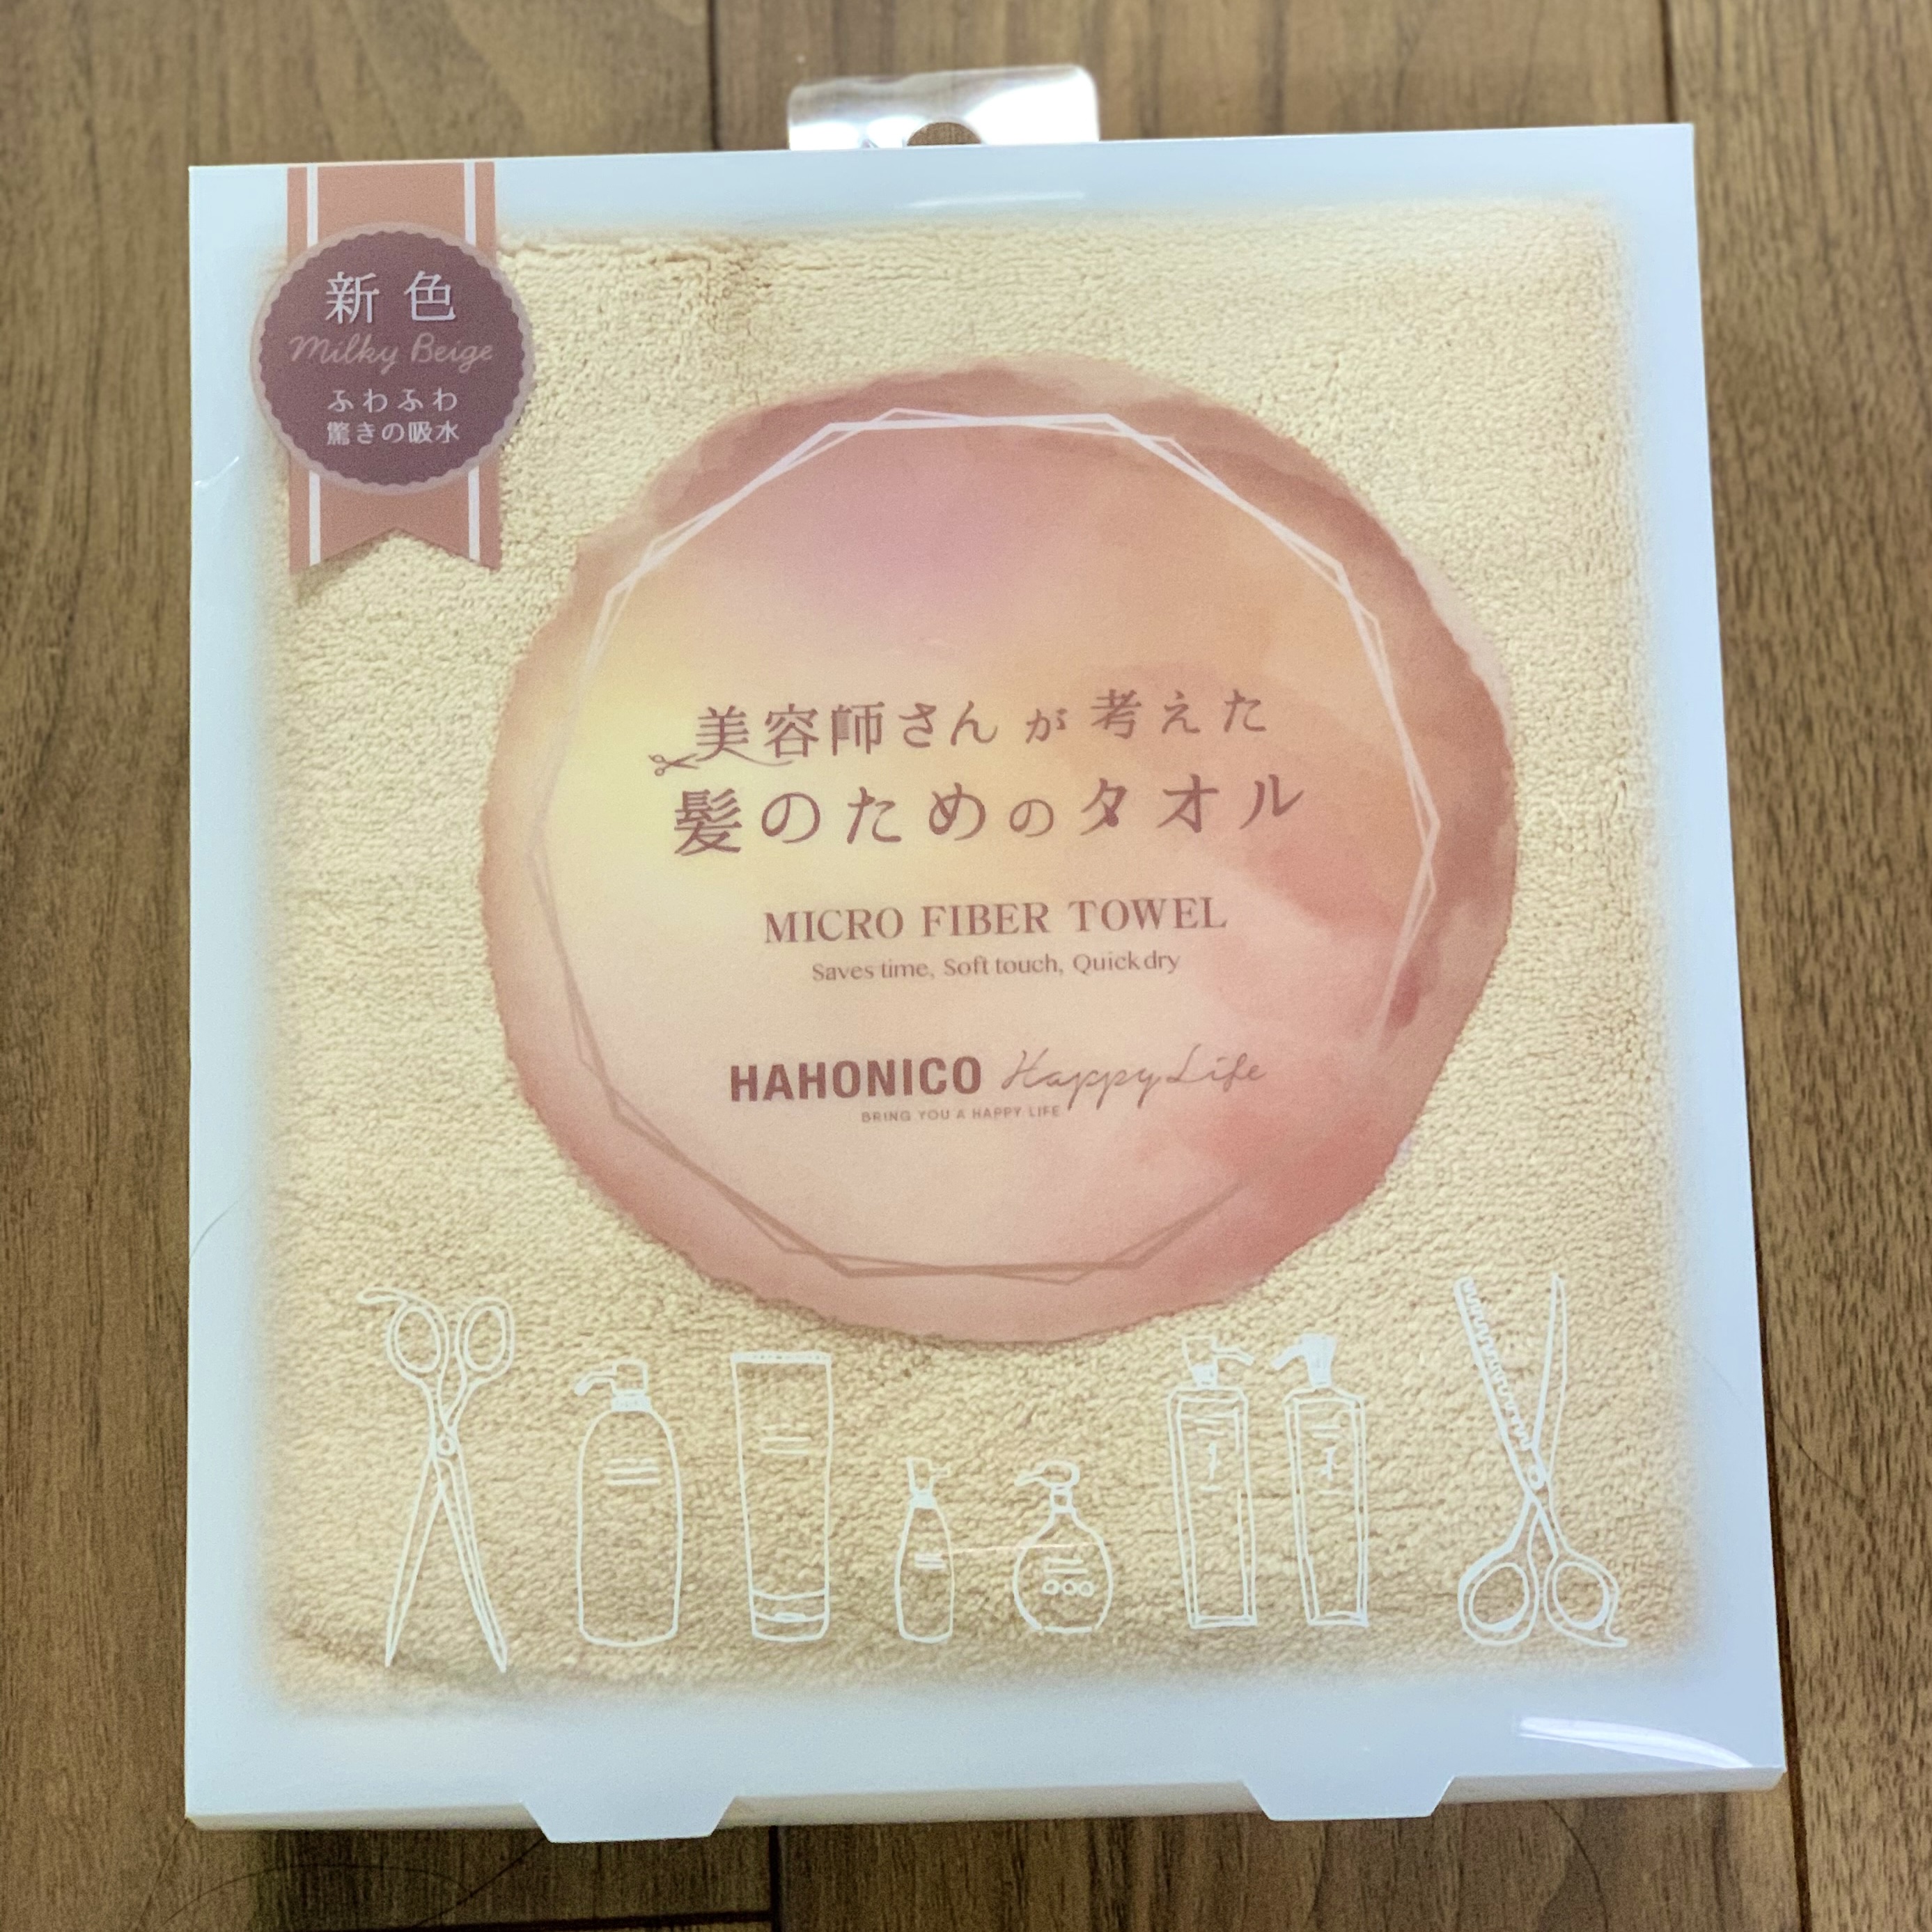 新色
Milky Beige
ふわふわ
驚きの吸水
美容師さんが考えた
髪のためのタオル
MICRO FIBER TOWEL
Saves time, Soft touch, Quick dry
HAHONICO Happy Life
BRING YOU A HAPPY LIFE